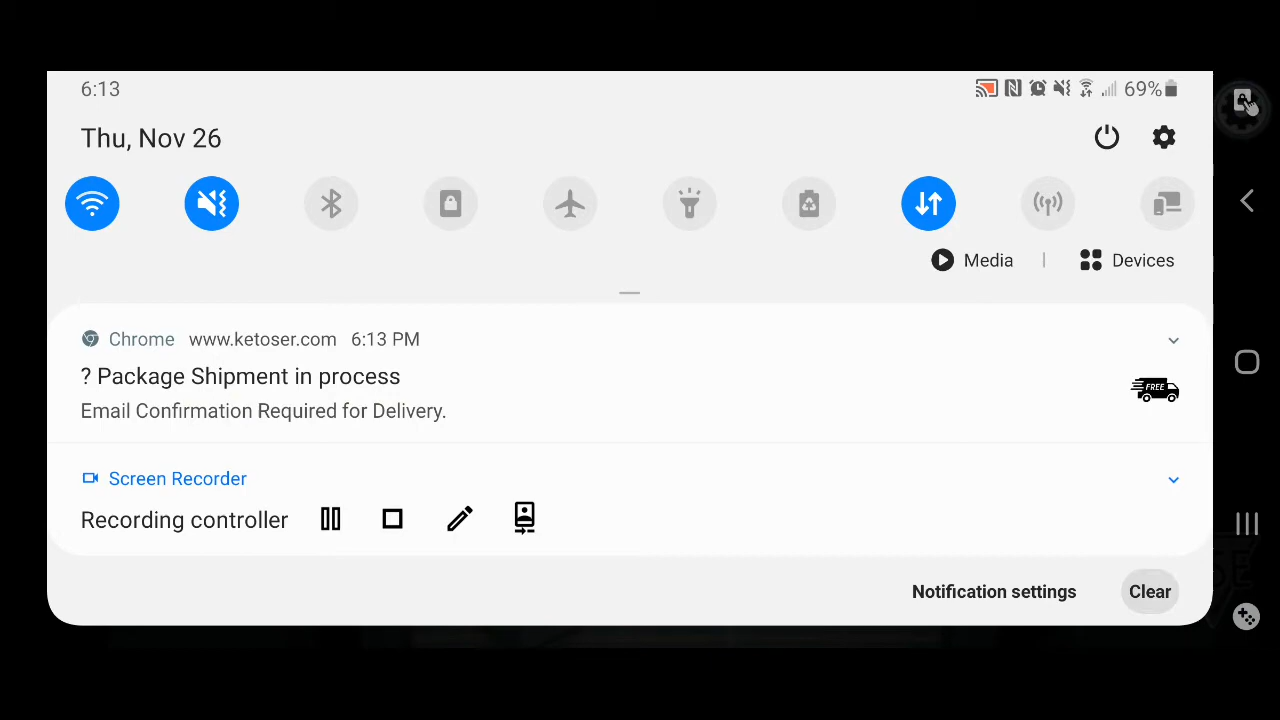 6:13 69%
Thu, Nov 26
Media | Devices
Chrome www.ketoser.com 6:13 PM
? Package Shipment in process
FREE
Email Confirmation Required for Delivery.
Screen Recorder
Recording controller
Notification settings Clear